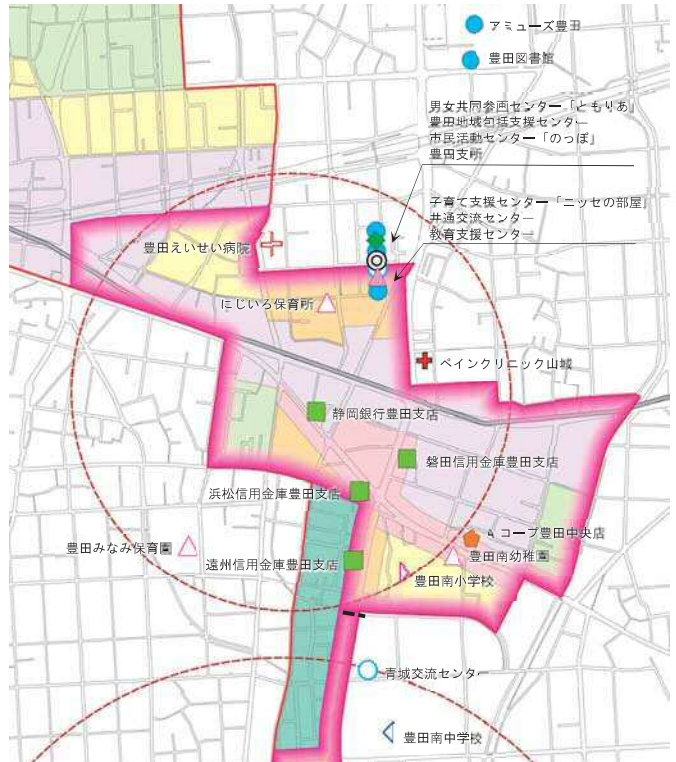 アミューズ豊田
豊田図書館
男女共同参画センター「ともりあ」
豊田地域包括支援センター
市民活動センター「のっぽ」
豊田支所
子育て支援センター「ニッセの部屋」
井通交流センター
教育支援センター
豊田えいせい病院
にじいろ保育所
ペインクリニック山城
静岡銀行豊田支店
磐田信用金庫豊田支店
浜松信用金庫豊田支店
Aコープ豊田中央店
豊田みなみ保育園
豊田南幼稚園
遠州信用金庫豊田支店
豊田南小学校
青城交流センター
豊田南中学校